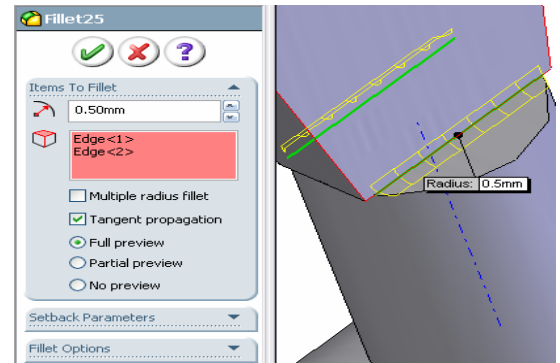 Fillet25
?
Items To Fillet
0.50mm
Edge<1>
Edge<2>
Multiple radius fillet
Tangent propagation
Full preview
Partial preview
No preview
Setback Parameters
Fillet Options
Radius: 0.5mm